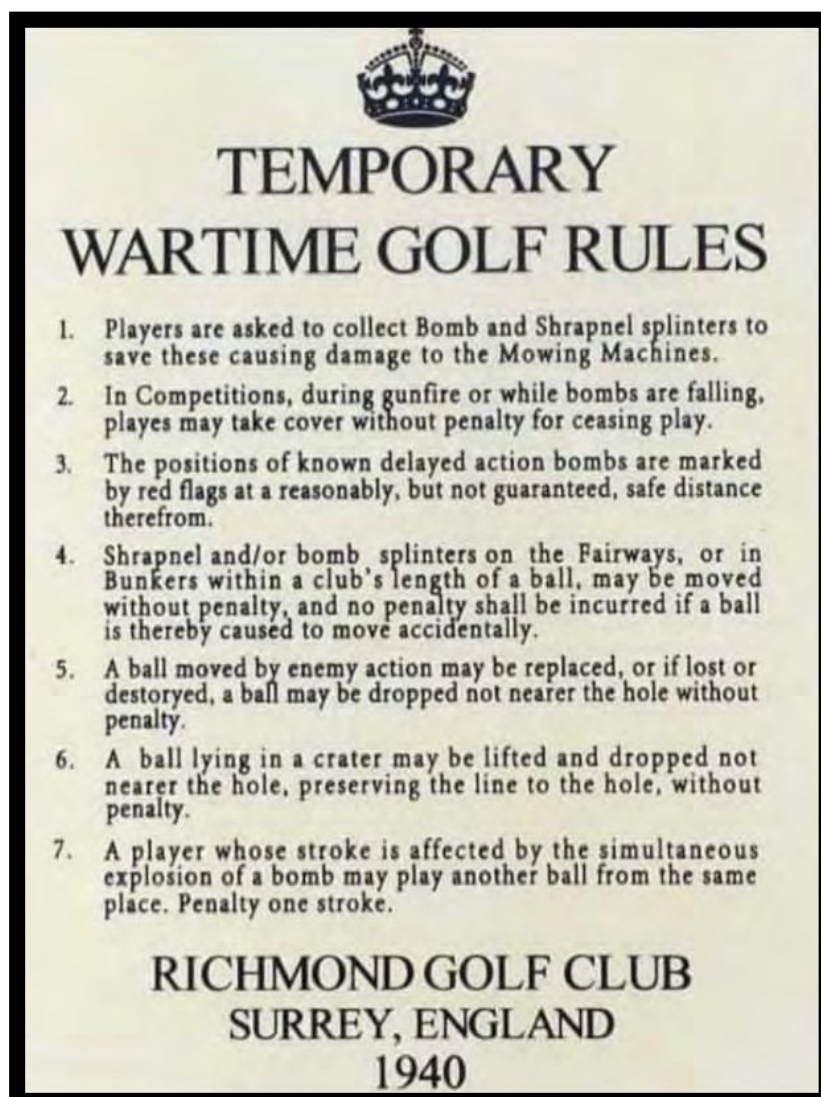 TEMPORARY
WARTIME GOLF RULES
1. Players are asked to collect Bomb and Shrapnel splinters to
save these causing damage to the Mowing Machines.
2. In Competitions, during gunfire or while bombs are falling,
playes may take cover without penalty for ceasing play.
3. The positions of known delayed action bombs are marked
by red flags at a reasonably, but not guaranteed, safe distance
therefrom.
4. Shrapnel and/or bomb splinters on the Fairways, or in
Bunkers within a club's length of a ball, may be moved
without penalty, and no penalty shall be incurred if a ball
is thereby caused to move accidentally.
5. A ball moved by enemy action may be replaced, or if lost or
destoryed, a ball may be dropped not nearer the hole without
penalty.
6. A ball lying in a crater may be lifted and dropped not
nearer the hole, preserving the line to the hole, without
penalty.
7. A player whose stroke is affected by the simultaneous
explosion of a bomb may play another ball from the same
place. Penalty one stroke.
RICHMOND GOLF CLUB
SURREY, ENGLAND
1940